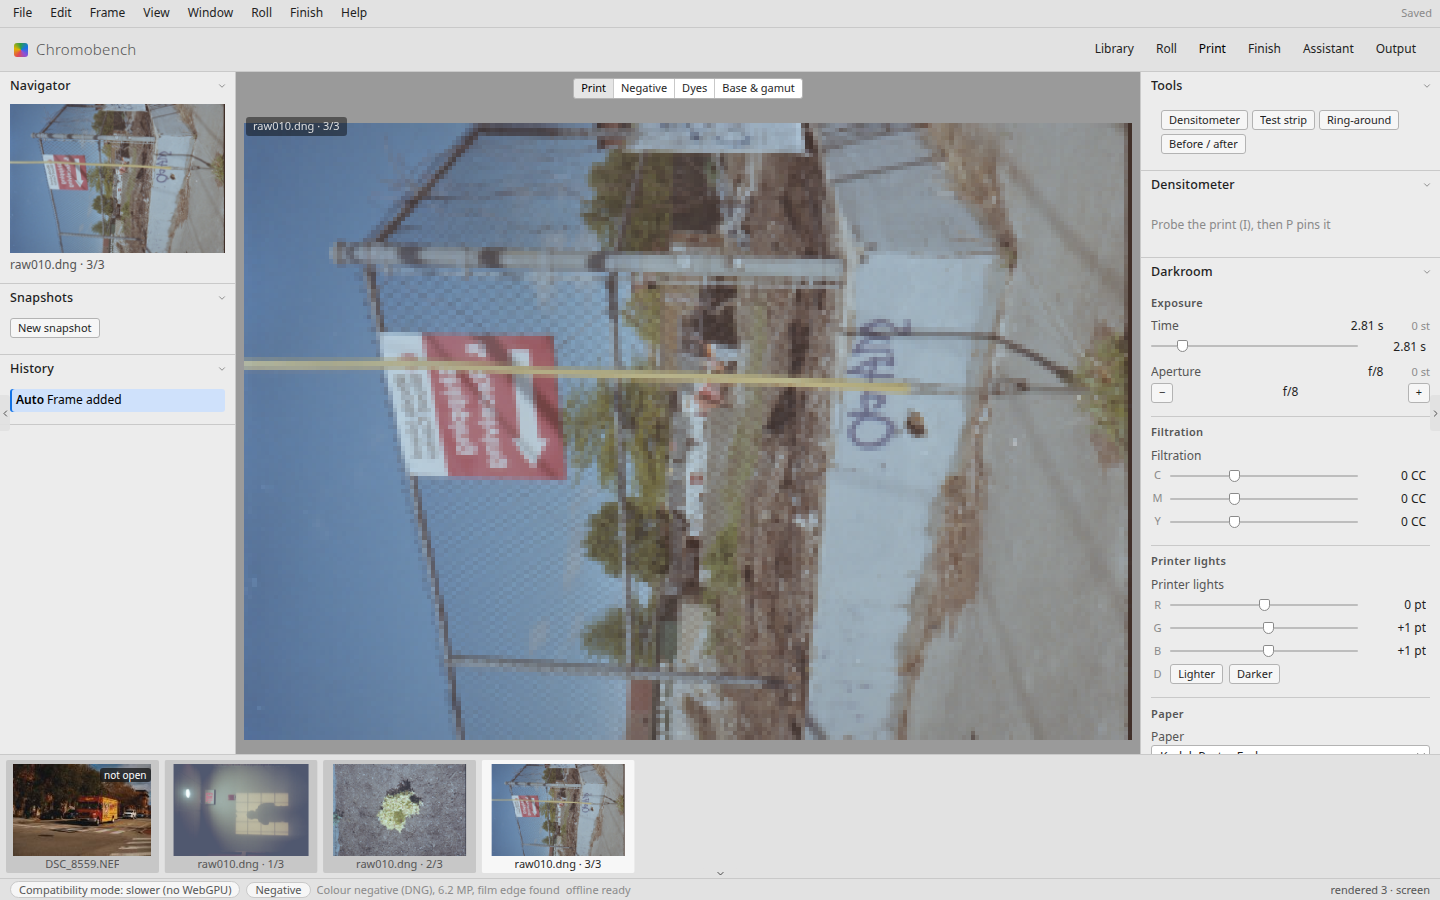 File Edit Frame View Window Roll Finish Help
Saved
Chromobench
Library Roll Print Finish Assistant Output
Navigator
raw010.dng · 3/3
Snapshots
New snapshot
History
Auto Frame added
Print Negative Dyes Base & gamut
raw010.dng · 3/3
Tools
Densitometer Test strip Ring-around
Before / after
Densitometer
Probe the print (I), then P pins it
Darkroom
Exposure
Time 2.81 s 0 st
2.81 s
Aperture f/8 0 st
− f/8 +
Filtration
Filtration
C 0 CC
M 0 CC
Y 0 CC
Printer lights
Printer lights
R 0 pt
G +1 pt
B +1 pt
D Lighter Darker
Paper
Paper
not open
DSC_8559.NEF
raw010.dng · 1/3
raw010.dng · 2/3
raw010.dng · 3/3
Compatibility mode: slower (no WebGPU) Negative Colour negative (DNG), 6.2 MP, film edge found offline ready
rendered 3 · screen